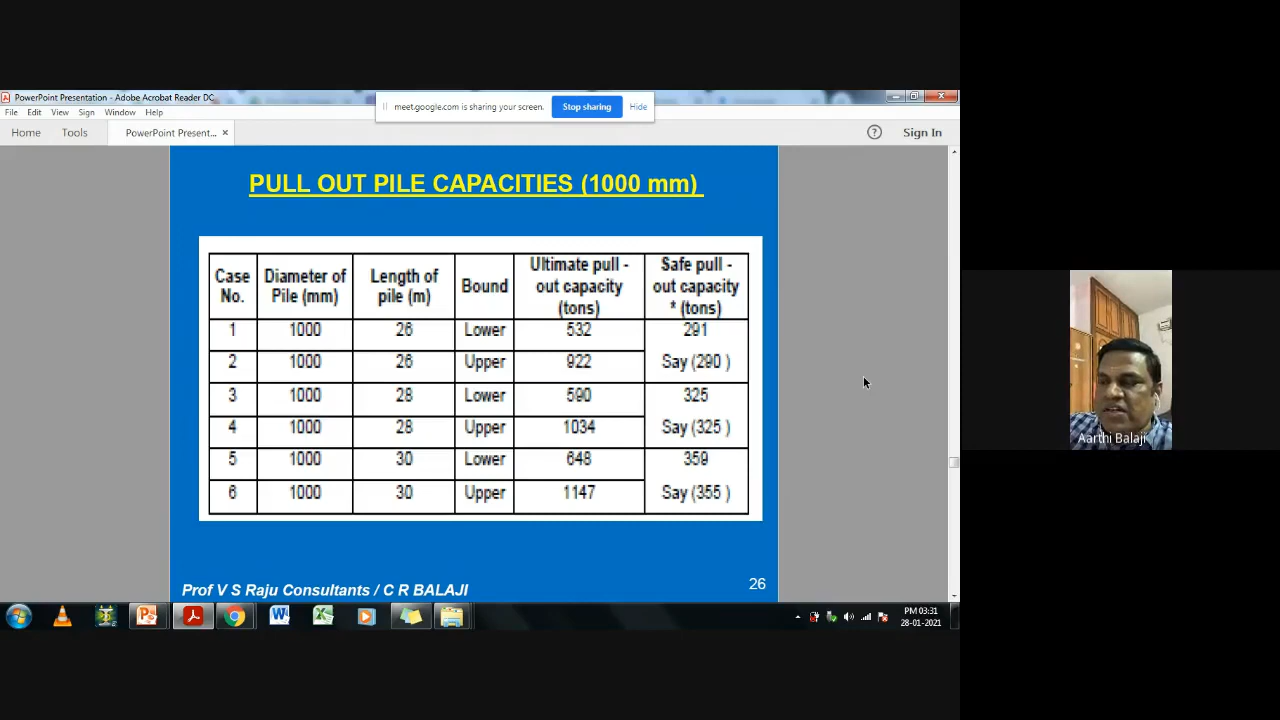 PowerPoint Presentation - Adobe Acrobat Reader DC
meet.google.com is sharing your screen. Stop sharing Hide
File Edit View Sign Window Help
Home Tools PowerPoint Present... × ? Sign In
PULL OUT PILE CAPACITIES (1000 mm)
Case No. Diameter of Pile (mm) Length of pile (m) Bound Ultimate pull - out capacity (tons) Safe pull - out capacity * (tons)
1 1000 26 Lower 532 291
2 1000 26 Upper 922 Say (290 )
3 1000 28 Lower 590 325
4 1000 28 Upper 1034 Say (325 )
5 1000 30 Lower 648 359
6 1000 30 Upper 1147 Say (355 )
Prof V S Raju Consultants / C R BALAJI 26
Aarthi Balaji
PM 03:31
28-01-2021